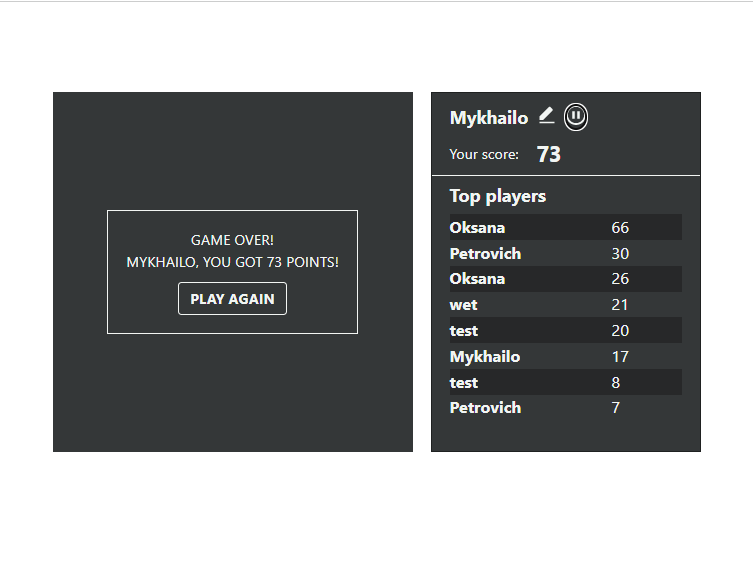 GAME OVER!
MYKHAILO, YOU GOT 73 POINTS!
PLAY AGAIN
Mykhailo
Your score: 73
Top players
Oksana 66
Petrovich 30
Oksana 26
wet 21
test 20
Mykhailo 17
test 8
Petrovich 7